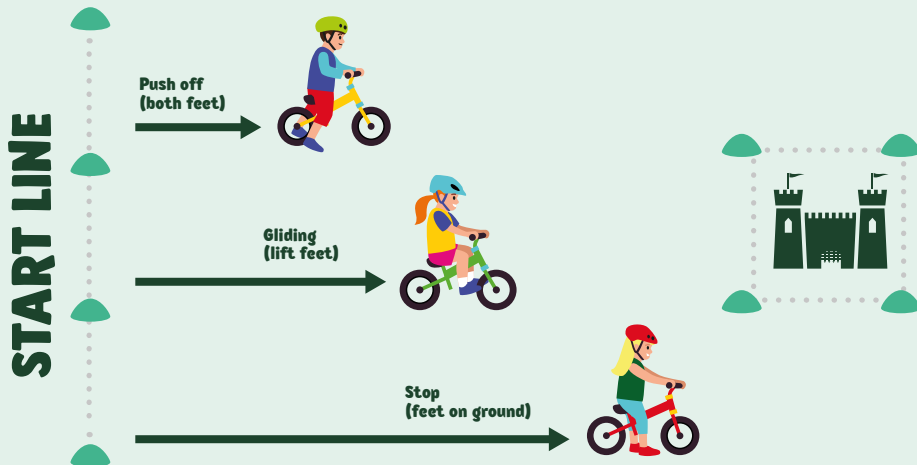 START LINE
Push off
(both feet)
Gliding
(lift feet)
Stop
(feet on ground)